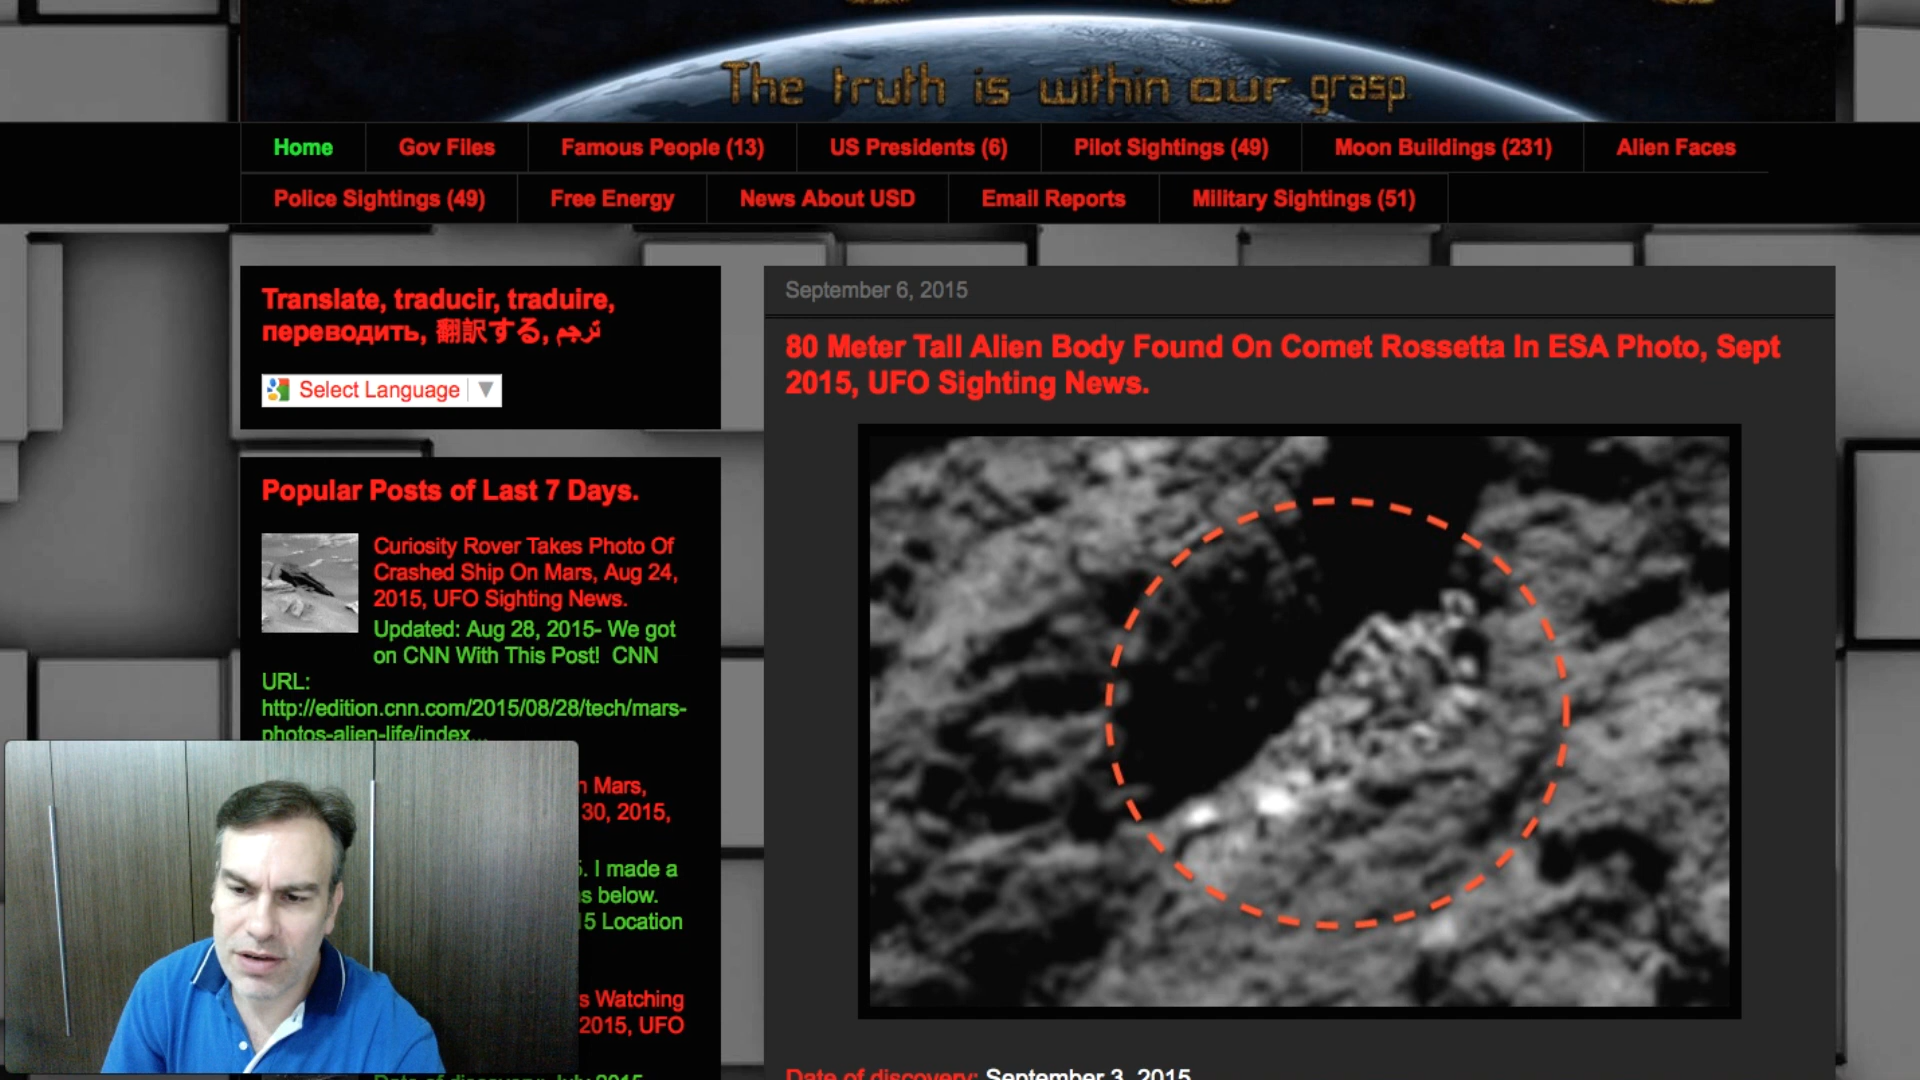 The truth is within our grasp.
Home
Gov Files
Famous People (13)
US Presidents (6)
Pilot Sightings (49)
Moon Buildings (231)
Alien Faces
Police Sightings (49)
Free Energy
News About USD
Email Reports
Military Sightings (51)
Translate, traducir, traduire,
переводить, 翻訳する, ترجم
Select Language
Popular Posts of Last 7 Days.
Curiosity Rover Takes Photo Of
Crashed Ship On Mars, Aug 24,
2015, UFO Sighting News.
Updated: Aug 28, 2015- We got
on CNN With This Post! CNN
URL:
http://edition.cnn.com/2015/08/28/tech/mars-
photos-alien-life/index...
Mars,
30, 2015,
. I made a
below.
Location
Watching
2015, UFO
September 6, 2015
80 Meter Tall Alien Body Found On Comet Rossetta In ESA Photo, Sept
2015, UFO Sighting News.
Date of discovery: September 3, 2015